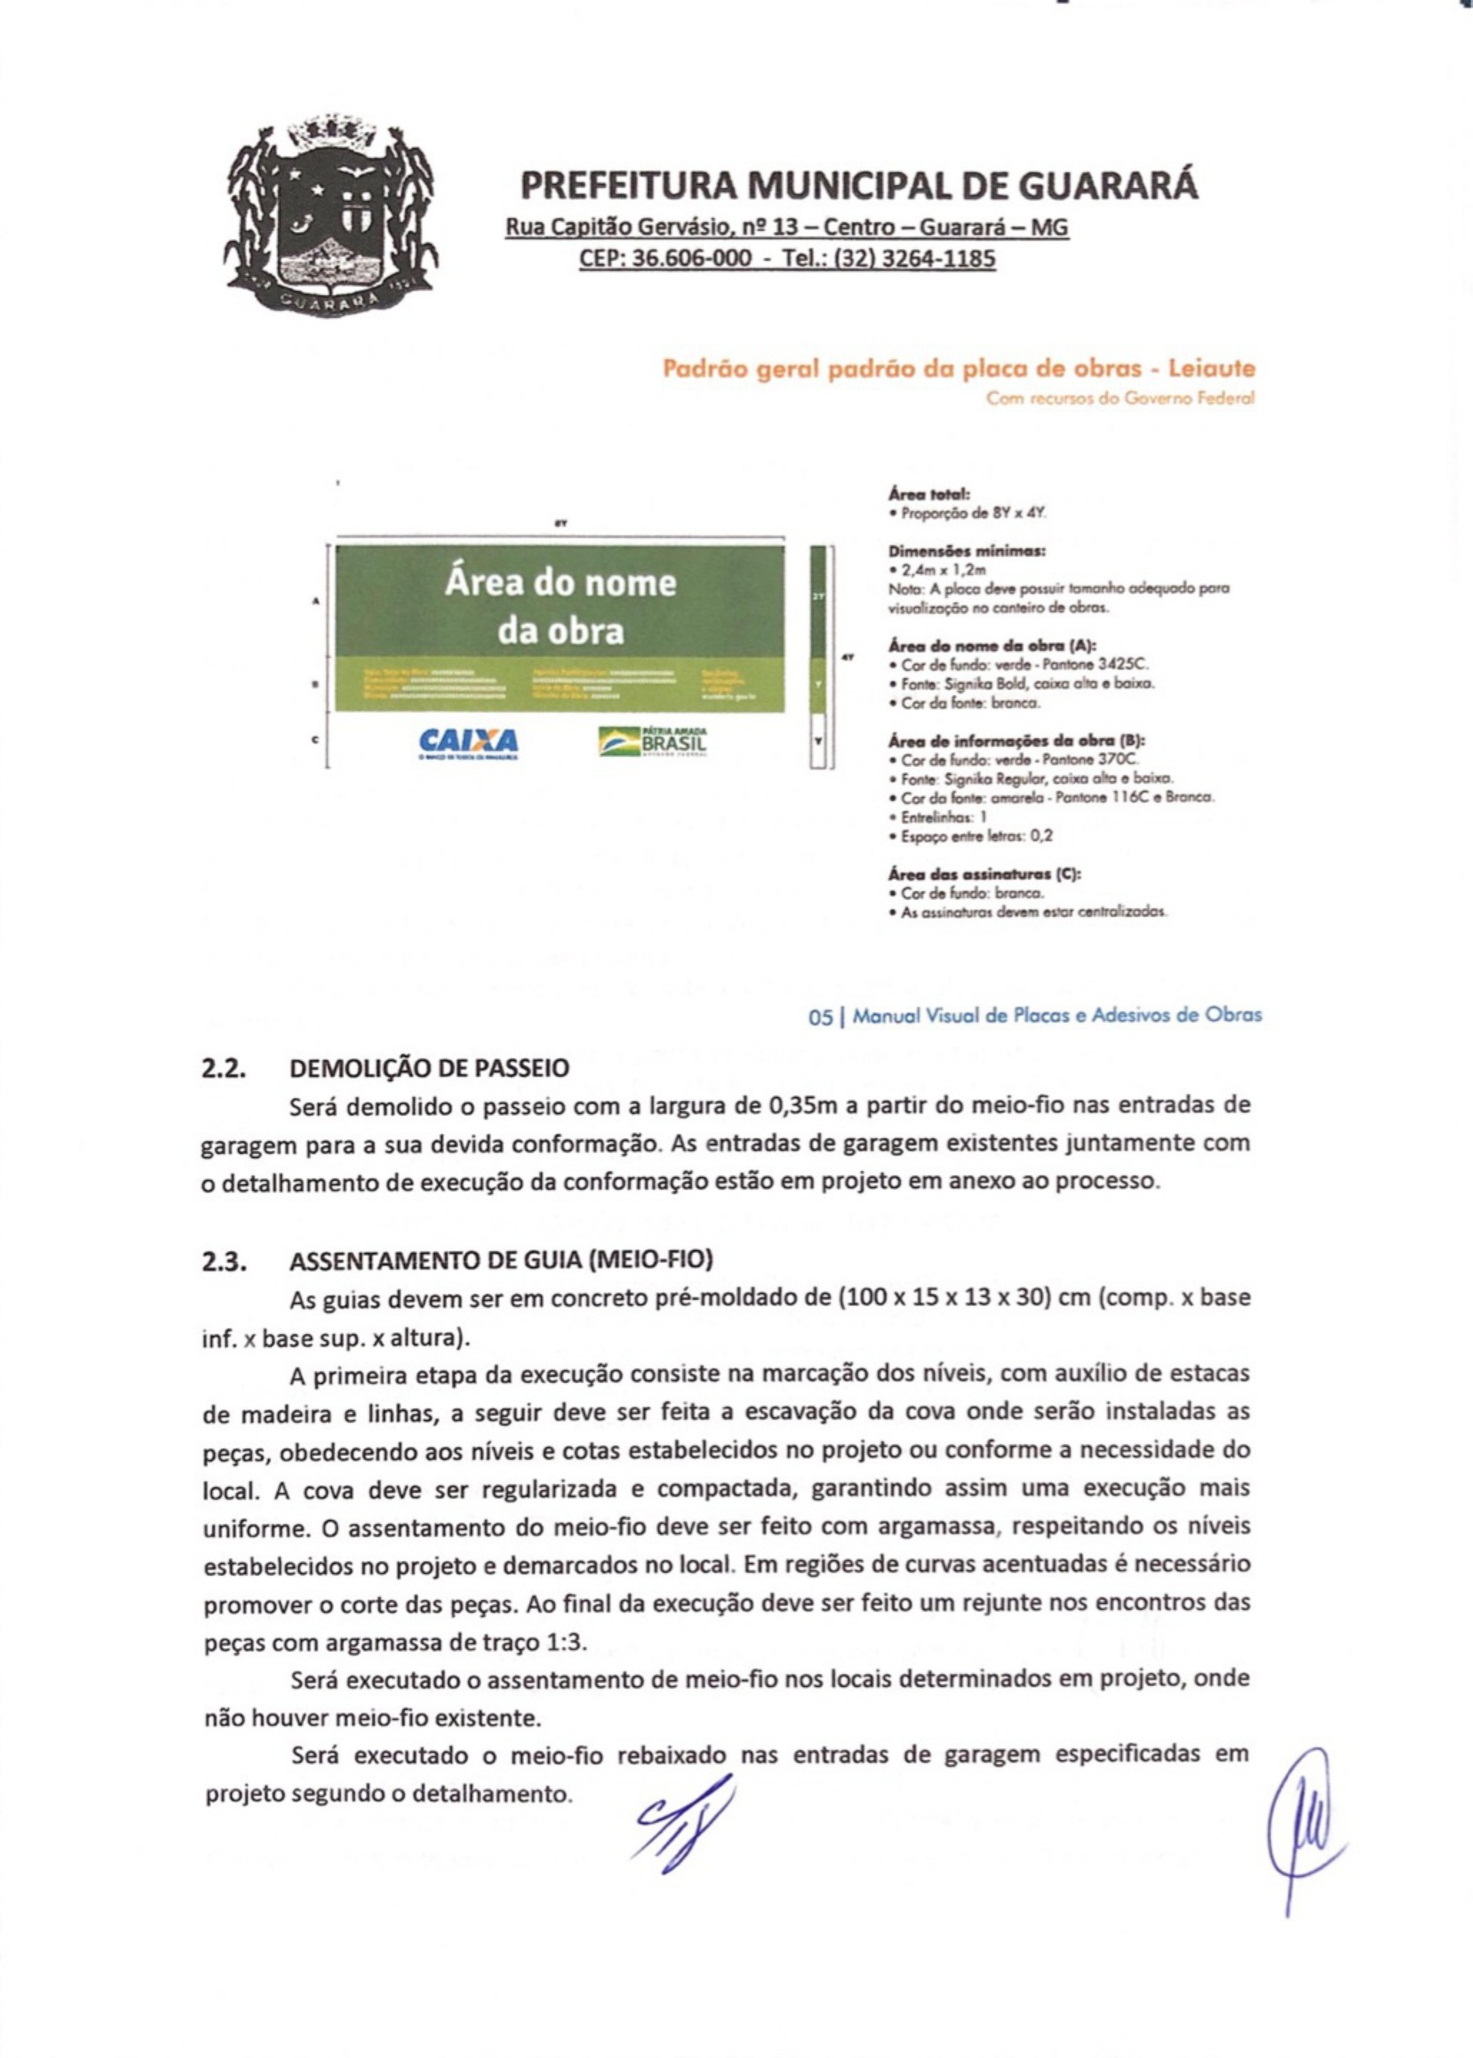 PREFEITURA MUNICIPAL DE GUARARÁ
Rua Capitão Gervásio, nº 13 – Centro – Guarará – MG
CEP: 36.606-000 - Tel.: (32) 3264-1185
GUARARÁ
Padrão geral padrão da placa de obras - Leiaute
Com recursos do Governo Federal
8Y
Área do nome
da obra
A
B
C
2Y
Y
Y
4Y
CAIXA
PÁTRIA AMADA
BRASIL
Área total:
• Proporção de 8Y x 4Y.
Dimensões mínimas:
• 2,4m x 1,2m
Nota: A placa deve possuir tamanho adequado para
visualização no canteiro de obras.
Área do nome da obra (A):
• Cor de fundo: verde - Pantone 3425C.
• Fonte: Signika Bold, caixa alta e baixa.
• Cor da fonte: branca.
Área de informações da obra (B):
• Cor de fundo: verde - Pantone 370C.
• Fonte: Signika Regular, caixa alta e baixa.
• Cor da fonte: amarela - Pantone 116C e Branca.
• Entrelinhas: 1
• Espaço entre letras: 0,2
Área das assinaturas (C):
• Cor de fundo: branca.
• As assinaturas devem estar centralizadas.
05 | Manual Visual de Placas e Adesivos de Obras
2.2. DEMOLIÇÃO DE PASSEIO
Será demolido o passeio com a largura de 0,35m a partir do meio-fio nas entradas de
garagem para a sua devida conformação. As entradas de garagem existentes juntamente com
o detalhamento de execução da conformação estão em projeto em anexo ao processo.
2.3. ASSENTAMENTO DE GUIA (MEIO-FIO)
As guias devem ser em concreto pré-moldado de (100 x 15 x 13 x 30) cm (comp. x base
inf. x base sup. x altura).
A primeira etapa da execução consiste na marcação dos níveis, com auxílio de estacas
de madeira e linhas, a seguir deve ser feita a escavação da cova onde serão instaladas as
peças, obedecendo aos níveis e cotas estabelecidos no projeto ou conforme a necessidade do
local. A cova deve ser regularizada e compactada, garantindo assim uma execução mais
uniforme. O assentamento do meio-fio deve ser feito com argamassa, respeitando os níveis
estabelecidos no projeto e demarcados no local. Em regiões de curvas acentuadas é necessário
promover o corte das peças. Ao final da execução deve ser feito um rejunte nos encontros das
peças com argamassa de traço 1:3.
Será executado o assentamento de meio-fio nos locais determinados em projeto, onde
não houver meio-fio existente.
Será executado o meio-fio rebaixado nas entradas de garagem especificadas em
projeto segundo o detalhamento.